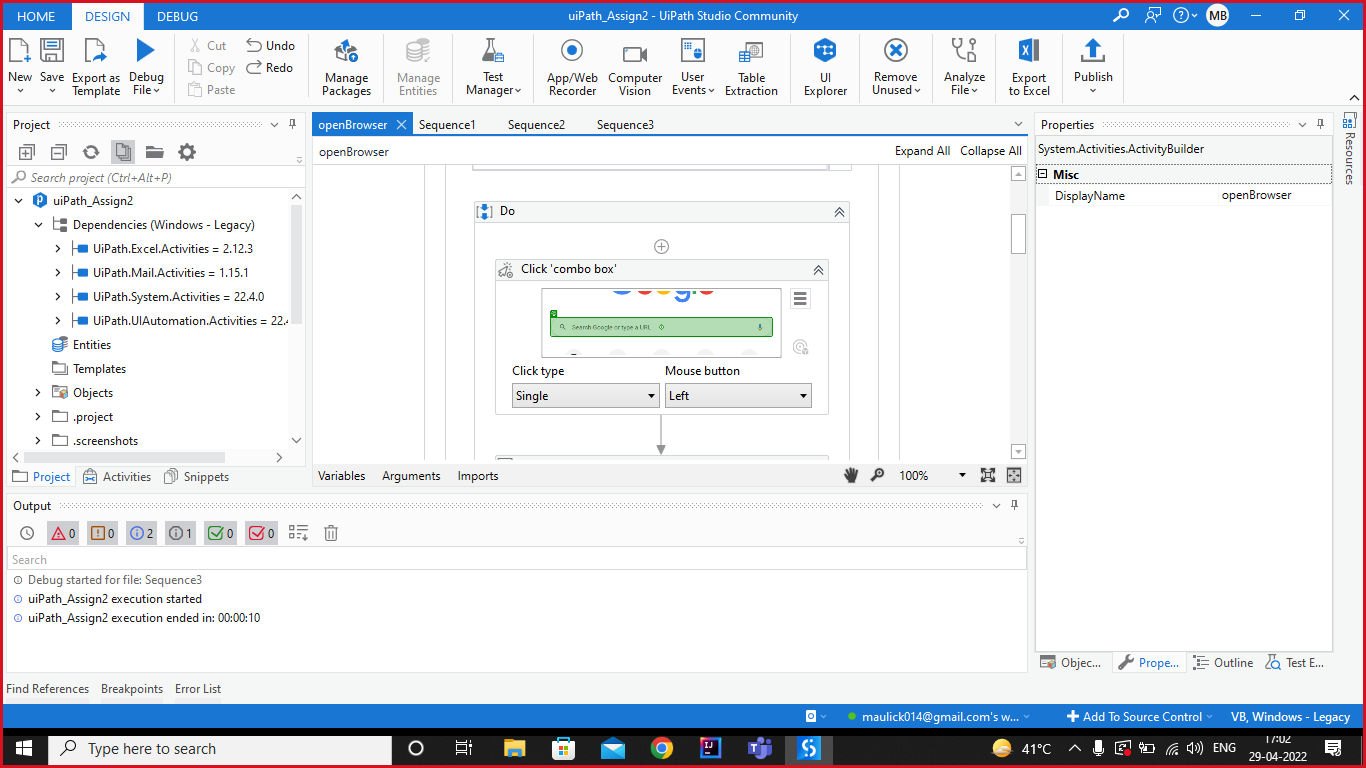 HOME DESIGN DEBUG uiPath_Assign2 - UiPath Studio Community MB
New Save Export as Template Debug File Cut Copy Paste Undo Redo Manage Packages Manage Entities Test Manager App/Web Recorder Computer Vision User Events Table Extraction UI Explorer Remove Unused Analyze File Export to Excel Publish
Project
Search project (Ctrl+Alt+P)
uiPath_Assign2
Dependencies (Windows - Legacy)
UiPath.Excel.Activities = 2.12.3
UiPath.Mail.Activities = 1.15.1
UiPath.System.Activities = 22.4.0
UiPath.UIAutomation.Activities = 22.4
Entities
Templates
Objects
.project
.screenshots
Project Activities Snippets
openBrowser Sequence1 Sequence2 Sequence3
openBrowser Expand All Collapse All
Do
Click 'combo box'
Google
Search Google or type a URL
Click type Mouse button
Single Left
Variables Arguments Imports 100%
Properties
System.Activities.ActivityBuilder
Misc
DisplayName openBrowser
Resources
Objec... Prope... Outline Test E...
Output
0 0 2 1 0 0
Search
Debug started for file: Sequence3
uiPath_Assign2 execution started
uiPath_Assign2 execution ended in: 00:00:10
Find References Breakpoints Error List
maulick014@gmail.com's w... Add To Source Control VB, Windows - Legacy
Type here to search 41°C ENG 17:02
29-04-2022